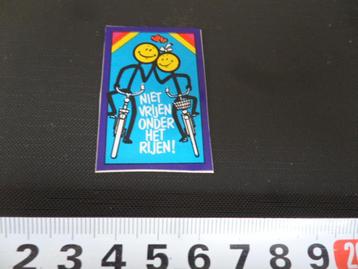 NIET
VRIJEN
ONDER
HET
RIJEN!
2 3 4 5 6 7 8 9